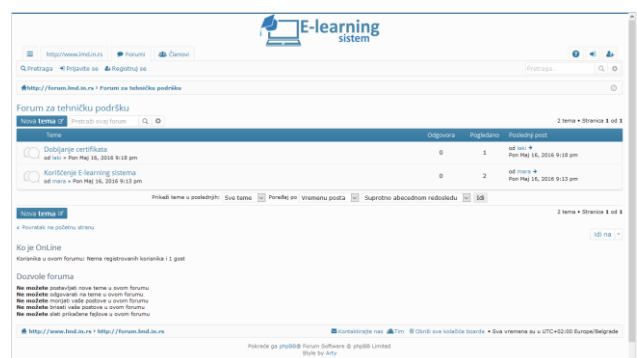 E-learning
sistem
http://www.lmd.in.rs Forumi Članovi
Pretraga Prijavite se Registruj se
Pretraga...
http://forum.lmd.in.rs › Forum za tehničku podršku
Forum za tehničku podršku
Nova tema Pretraži ovaj forum
2 tema • Stranica 1 od 1
Teme Odgovora Pogledano Poslednji post
Dobijanje certifikata 0 1 od laki
od laki » Pon Maj 16, 2016 9:18 pm Pon Maj 16, 2016 9:18 pm
Korišćenje E-learning sistema 0 2 od mara
od mara » Pon Maj 16, 2016 9:13 pm Pon Maj 16, 2016 9:13 pm
Prikaži teme u poslednjih: Sve teme Poređaj po Vremenu posta Suprotno abecednom redosledu Idi
Nova tema
2 tema • Stranica 1 od 1
Povratak na početnu stranu
Idi na
Ko je OnLine
Korisnika u ovom forumu: Nema registrovanih korisnika i 1 gost
Dozvole foruma
Ne možete postavljati nove teme u ovom forumu
Ne možete odgovarati na teme u ovom forumu
Ne možete monjati vaše postove u ovom forumu
Ne možete brisati vaše postove u ovom forumu
Ne možete slati prikačene fajlove u ovom forumu
http://www.lmd.in.rs › http://forum.lmd.in.rs
Kontaktirajte nas Tim Obriši sve kolačiće boarda • Sva vremena su u UTC+02:00 Europe/Belgrade
Pokreće ga phpBB® Forum Software © phpBB Limited
Style by Arty